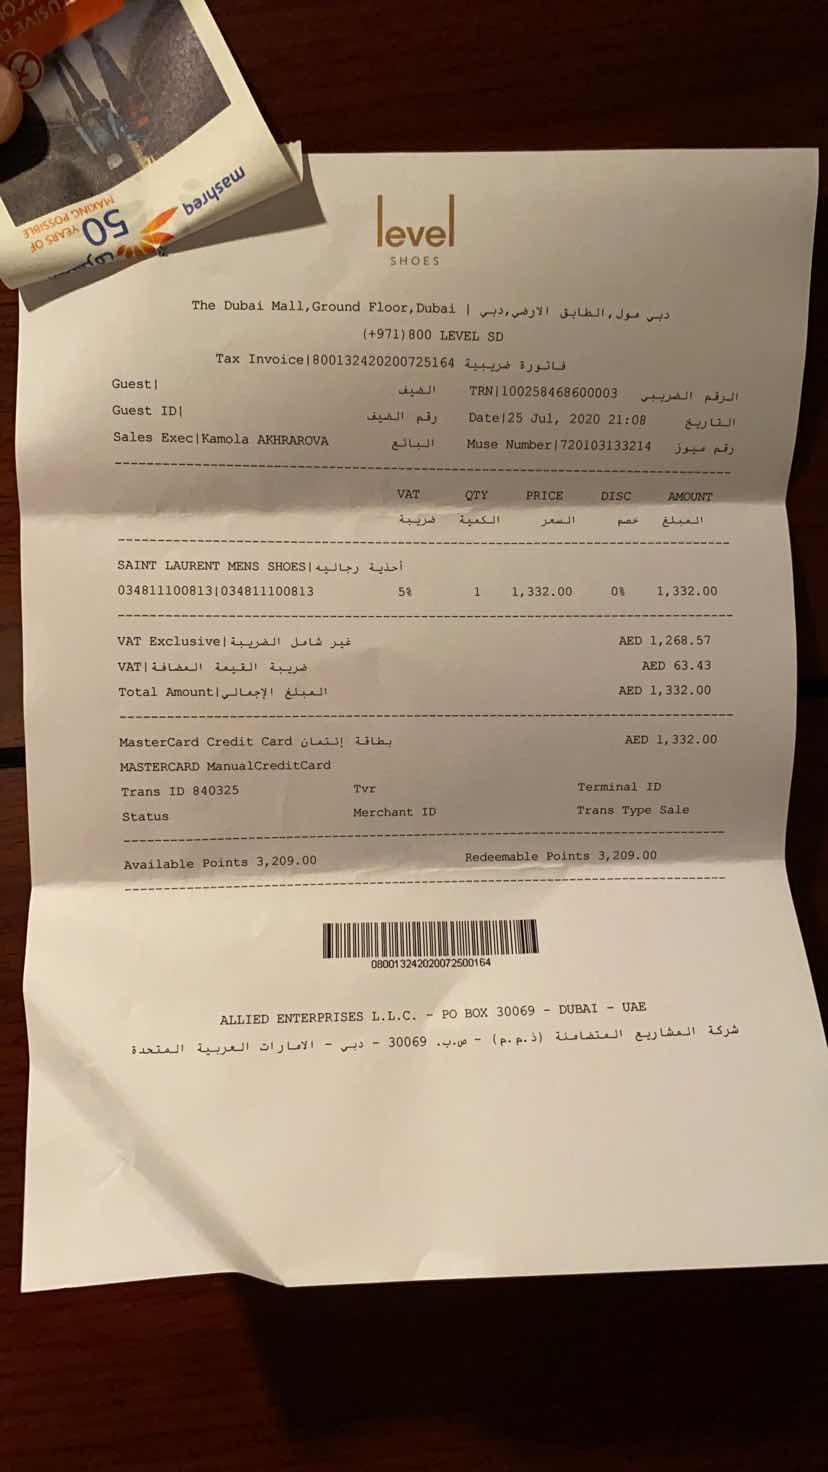 mashreq
50 YEARS OF
MAKING POSSIBLE
level
SHOES
The Dubai Mall,Ground Floor,Dubai | دبي مول,الطابق الارضي,دبي
(+971)800 LEVEL SD
Tax Invoice|800132420200725164 فاتورة ضريبية
Guest| الضيف TRN|100258468600003 الرقم الضريبي
Guest ID| رقم الضيف Date|25 Jul, 2020 21:08 التاريخ
Sales Exec|Kamola AKHRAROVA البائع Muse Number|720103133214 رقم ميوز
VAT QTY PRICE DISC AMOUNT
ضريبة الكمية السعر خصم المبلغ
SAINT LAURENT MENS SHOES|أحذية رجاليه
034811100813|034811100813 5% 1 1,332.00 0% 1,332.00
VAT Exclusive|غير شامل الضريبة AED 1,268.57
VAT|ضريبة القيمة المضافة AED 63.43
Total Amount|المبلغ الإجمالي AED 1,332.00
MasterCard Credit Card بطاقة إئتمان AED 1,332.00
MASTERCARD ManualCreditCard
Trans ID 840325 Tvr Terminal ID
Status Merchant ID Trans Type Sale
Available Points 3,209.00 Redeemable Points 3,209.00
080013242020072500164
ALLIED ENTERPRISES L.L.C. - PO BOX 30069 - DUBAI - UAE
شركة المشاريع المتضامنة (ذ.م.م) - ص.ب. 30069 - دبي - الامارات العربية المتحدة